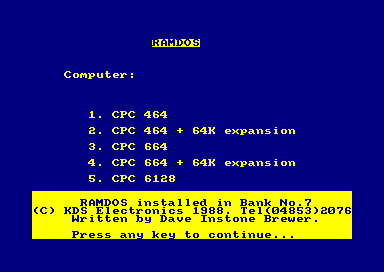 RAMDOS
Computer:
1. CPC 464
2. CPC 464 + 64K expansion
3. CPC 664
4. CPC 664 + 64K expansion
5. CPC 6128
RAMDOS installed in Bank No.7
(C) KDS Electronics 1988. Tel(04853)2076
Written by Dave Instone Brewer.
Press any key to continue...